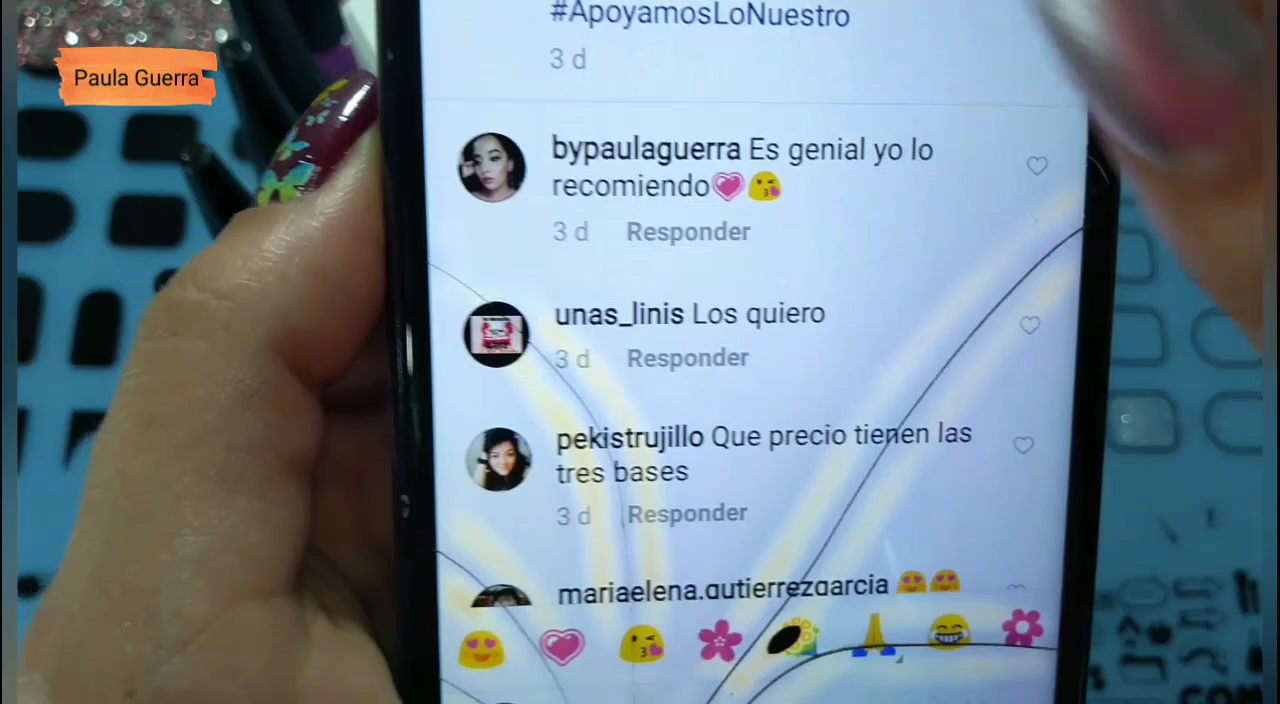 #ApoyamosLoNuestro
3 d
Paula Guerra
bypaulaguerra Es genial yo lo
recomiendo💗😘
3 d Responder
unas_linis Los quiero
3 d Responder
pekistrujillo Que precio tienen las
tres bases
3 d Responder
mariaelena.gutierrezgarcia 😍😍